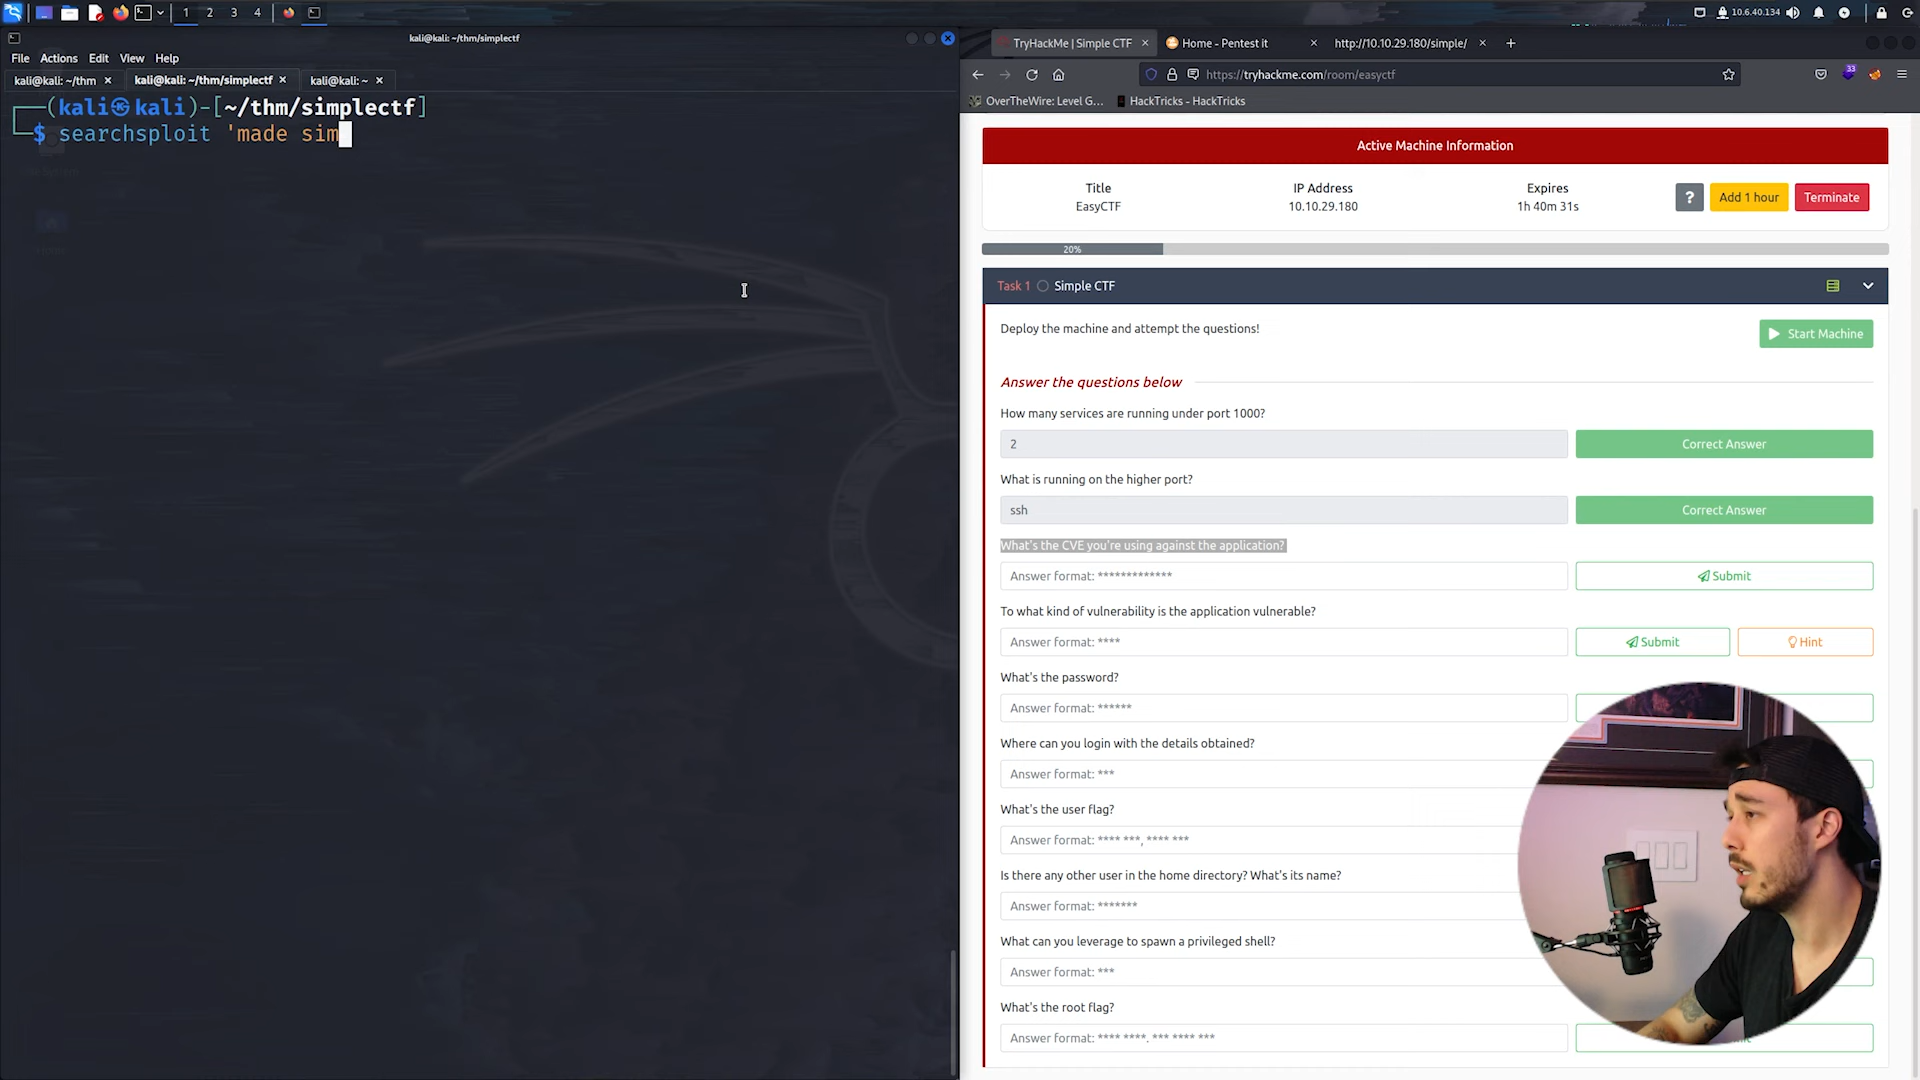 1 2 3 4
10.6.40.134
kali@kali: ~/thm/simplectf
File Actions Edit View Help
kali@kali: ~/thm × kali@kali: ~/thm/simplectf × kali@kali: ~ ×
(kali㉿kali)-[~/thm/simplectf]
$ searchsploit 'made sim
TryHackMe | Simple CTF × Home - Pentest it × http://10.10.29.180/simple/ × +
https://tryhackme.com/room/easyctf
33
OverTheWire: Level G... HackTricks - HackTricks
Active Machine Information
Title IP Address Expires
EasyCTF 10.10.29.180 1h 40m 31s
? Add 1 hour Terminate
20%
Task 1 Simple CTF
Deploy the machine and attempt the questions!
Start Machine
Answer the questions below
How many services are running under port 1000?
2 Correct Answer
What is running on the higher port?
ssh Correct Answer
What's the CVE you're using against the application?
Answer format: ************* Submit
To what kind of vulnerability is the application vulnerable?
Answer format: **** Submit Hint
What's the password?
Answer format: ******
Where can you login with the details obtained?
Answer format: ***
What's the user flag?
Answer format: **** ***, **** ***
Is there any other user in the home directory? What's its name?
Answer format: *******
What can you leverage to spawn a privileged shell?
Answer format: ***
What's the root flag?
Answer format: **** ****. *** **** ***